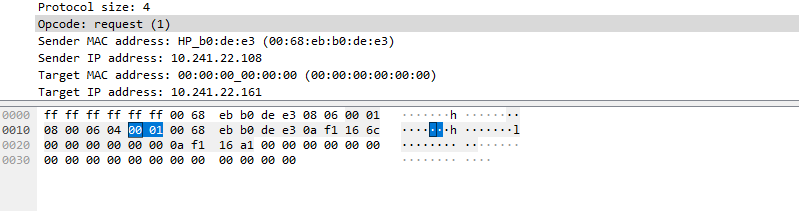 Protocol size: 4
Opcode: request (1)
Sender MAC address: HP_b0:de:e3 (00:68:eb:b0:de:e3)
Sender IP address: 10.241.22.108
Target MAC address: 00:00:00_00:00:00 (00:00:00:00:00:00)
Target IP address: 10.241.22.161
0000 ff ff ff ff ff ff 00 68 eb b0 de e3 08 06 00 01 ·······h ········
0010 08 00 06 04 00 01 00 68 eb b0 de e3 0a f1 16 6c ·······h ·······l
0020 00 00 00 00 00 00 0a f1 16 a1 00 00 00 00 00 00 ········ ········
0030 00 00 00 00 00 00 00 00 00 00 00 00 ········ ····